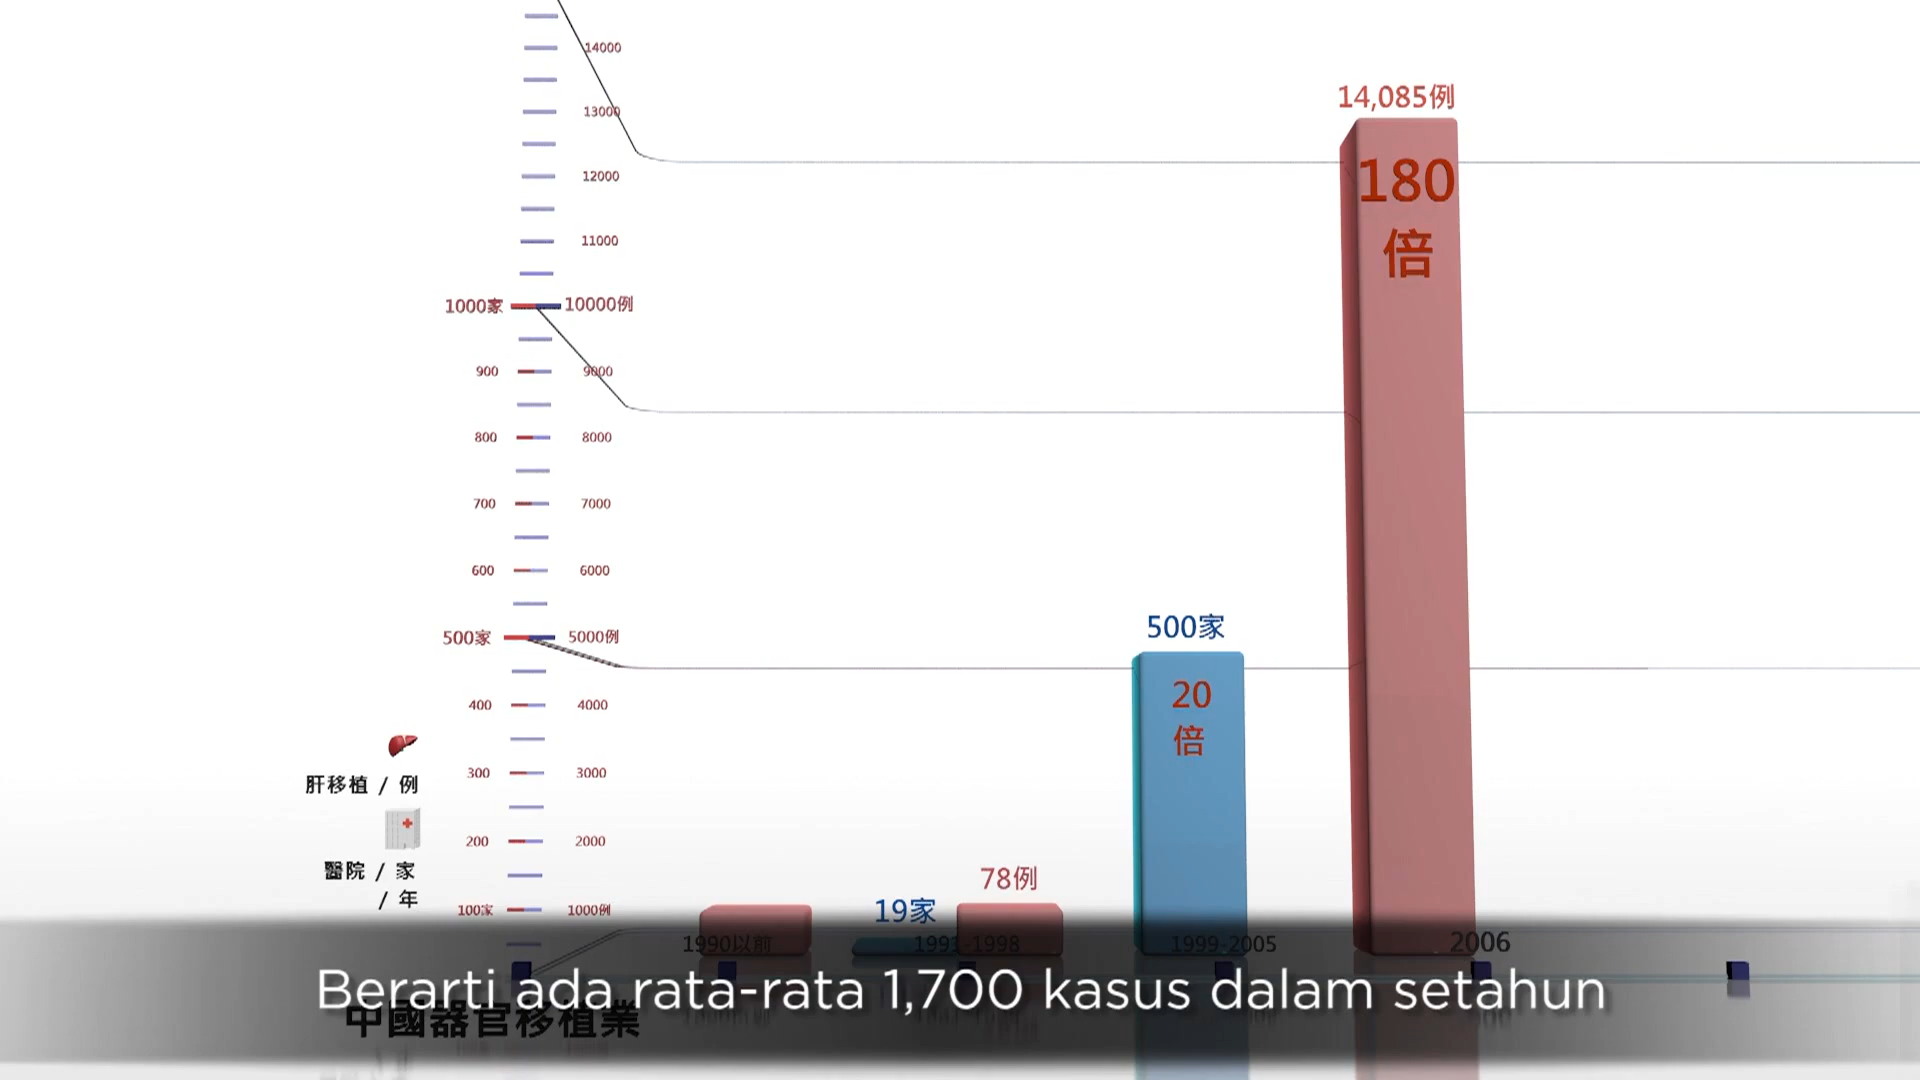 14000
13000
12000
11000
1000家 10000例
900 9000
800 8000
700 7000
600 6000
500家 5000例
400 4000
300 3000
200 2000
100家 1000例
肝移植 / 例
醫院 / 家
/ 年
19家
78例
500家
20
倍
14,085例
180
倍
1990以前
1991-1998
1999-2005
2006
中國器官移植業
Berarti ada rata-rata 1,700 kasus dalam setahun